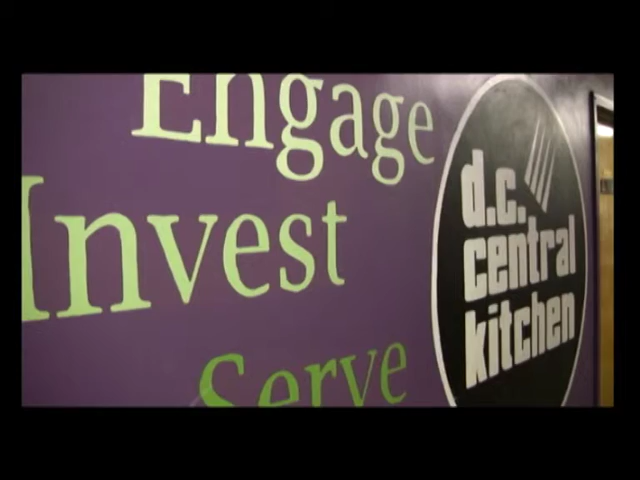 Engage
Invest
Serve
d.c.
central
kitchen